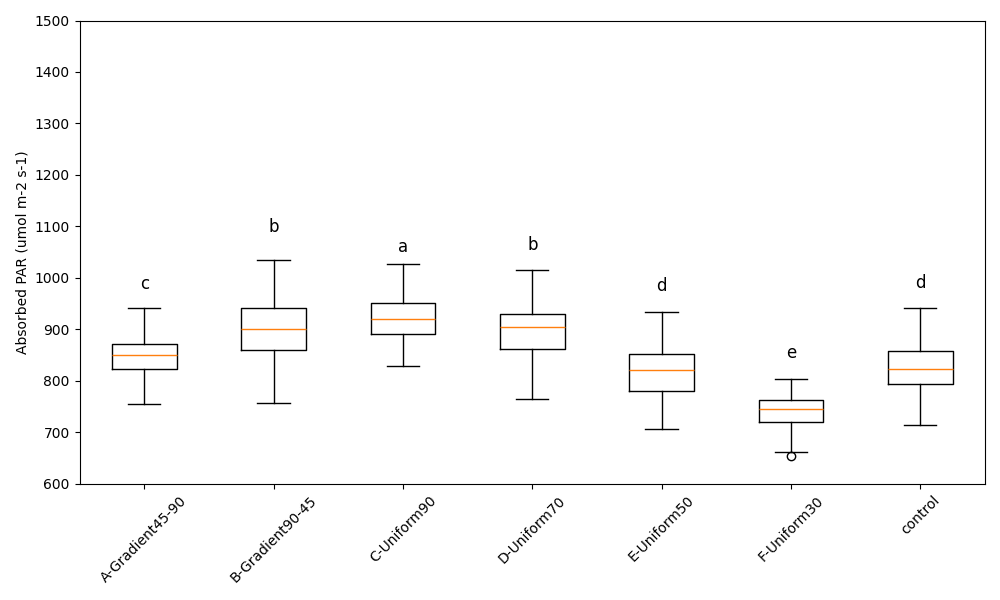 1500
1400
1300
1200
1100
1000
900
800
700
600
Absorbed PAR (umol m-2 s-1)
c
b
a
b
d
e
d
A-Gradient45-90
B-Gradient90-45
C-Uniform90
D-Uniform70
E-Uniform50
F-Uniform30
control